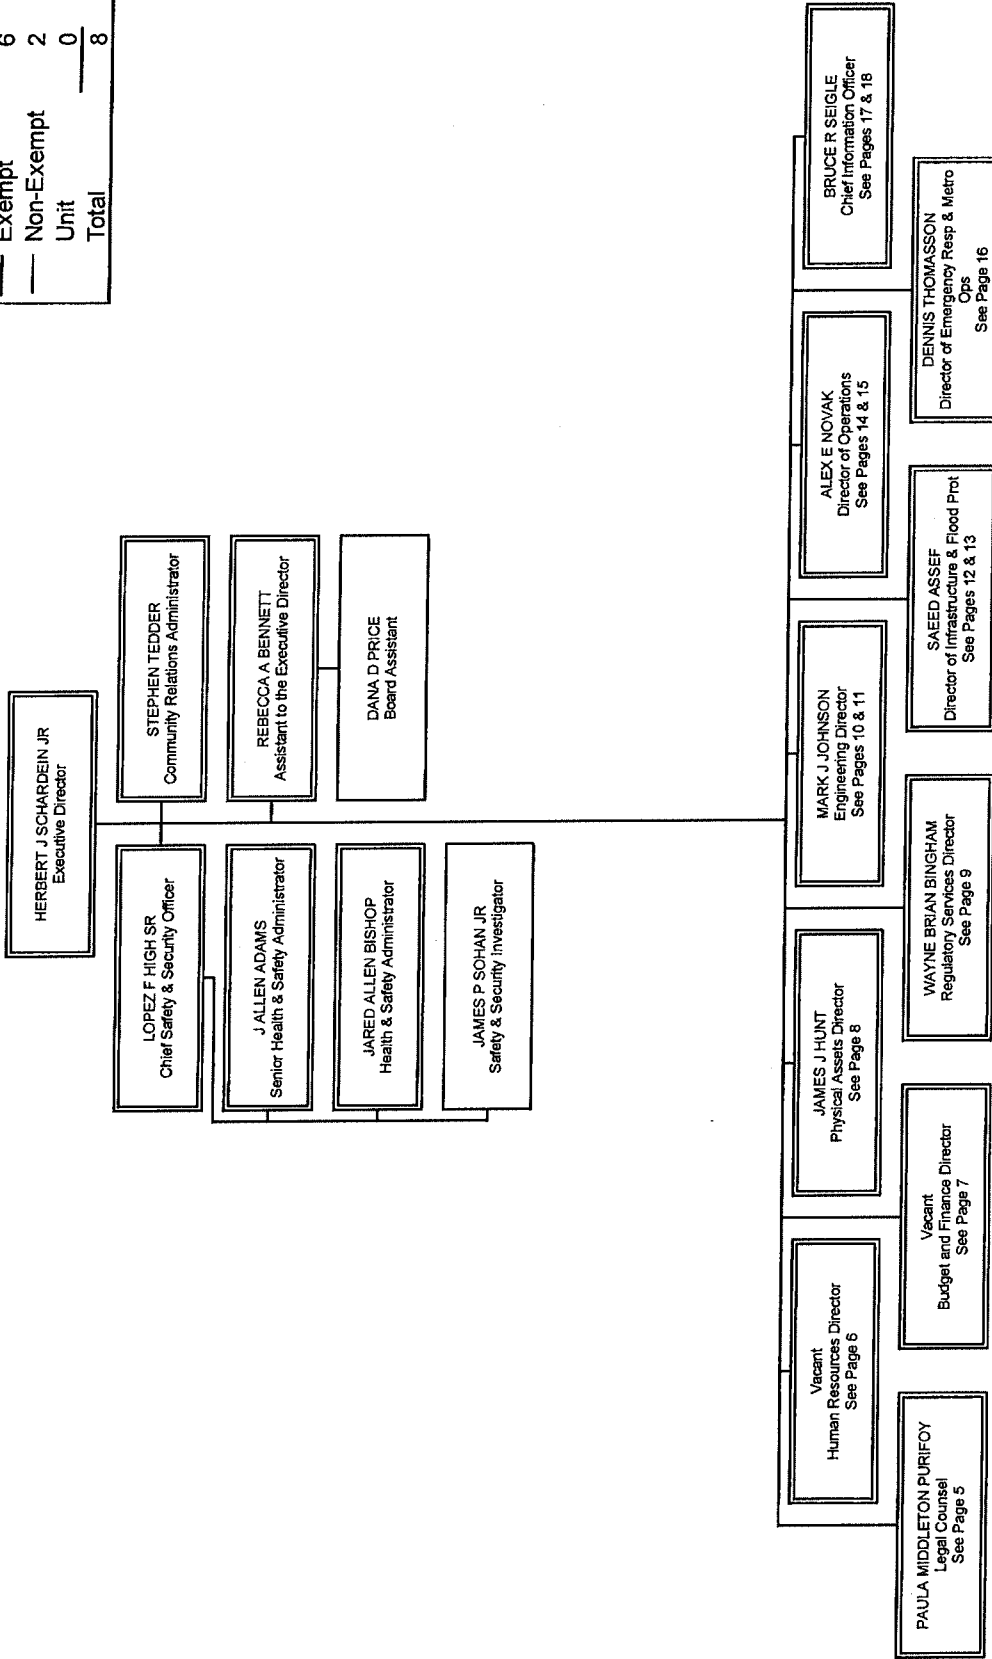 Exempt 6
Non-Exempt 2
Unit 0
Total 8
HERBERT J SCHARDEIN JR
Executive Director
LOPEZ F HIGH SR
Chief Safety & Security Officer
STEPHEN TEDDER
Community Relations Administrator
J ALLEN ADAMS
Senior Health & Safety Administrator
REBECCA A BENNETT
Assistant to the Executive Director
JARED ALLEN BISHOP
Health & Safety Administrator
DANA D PRICE
Board Assistant
JAMES P SOHAN JR
Safety & Security Investigator
Vacant
Human Resources Director
See Page 6
JAMES J HUNT
Physical Assets Director
See Page 8
MARK J JOHNSON
Engineering Director
See Pages 10 & 11
ALEX E NOVAK
Director of Operations
See Pages 14 & 15
BRUCE R SEIGLE
Chief Information Officer
See Pages 17 & 18
PAULA MIDDLETON PURIFOY
Legal Counsel
See Page 5
Vacant
Budget and Finance Director
See Page 7
WAYNE BRIAN BINGHAM
Regulatory Services Director
See Page 9
SAEED ASSEF
Director of Infrastructure & Flood Prot
See Pages 12 & 13
DENNIS THOMASSON
Director of Emergency Resp & Metro
Ops
See Page 16